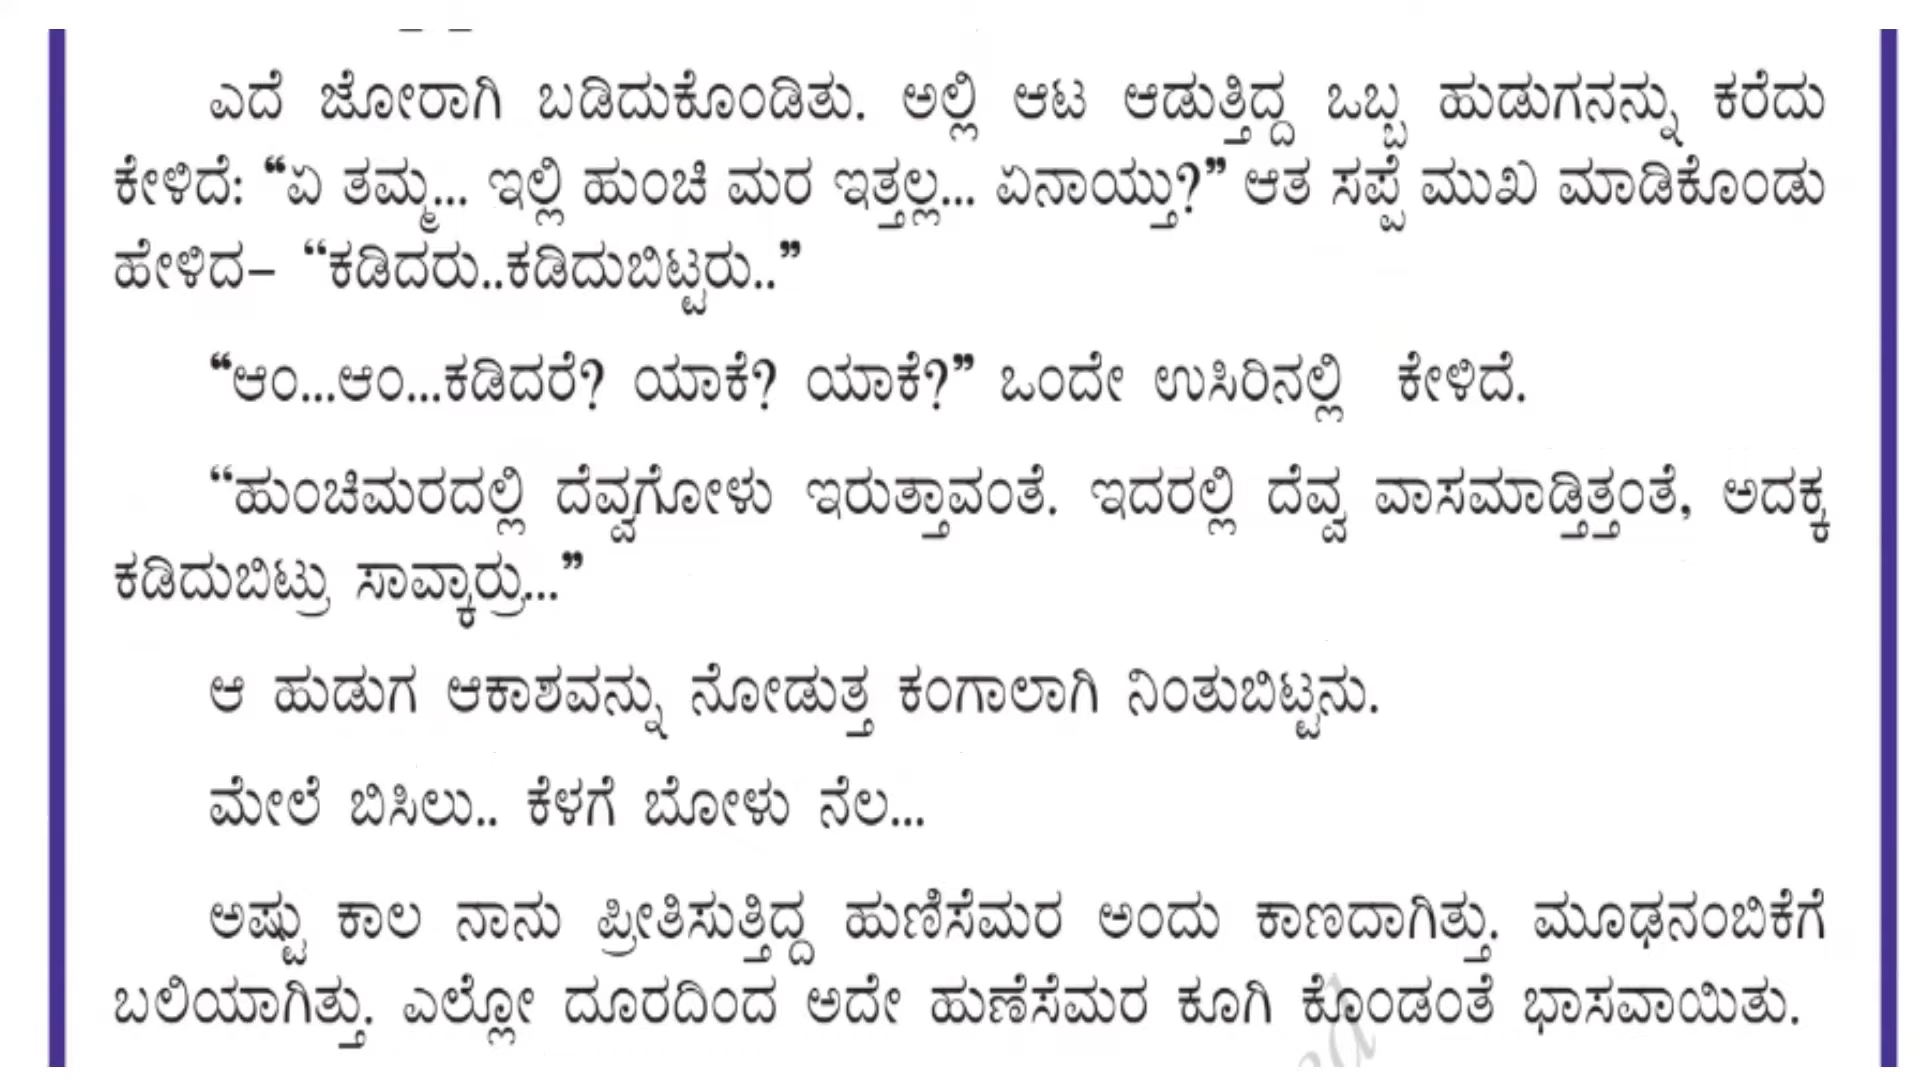 ಎದೆ ಜೋರಾಗಿ ಬಡಿದುಕೊಂಡಿತು. ಅಲ್ಲಿ ಆಟ ಆಡುತ್ತಿದ್ದ ಒಬ್ಬ ಹುಡುಗನನ್ನು ಕರೆದು
ಕೇಳಿದೆ: “ಏ ತಮ್ಮ... ಇಲ್ಲಿ ಹುಂಚಿ ಮರ ಇತ್ತಲ್ಲ... ಏನಾಯ್ತು?” ಆತ ಸಪ್ಪೆ ಮುಖ ಮಾಡಿಕೊಂಡು
ಹೇಳಿದ– “ಕಡಿದರು..ಕಡಿದುಬಿಟ್ಟರು..”
“ಆಂ...ಆಂ...ಕಡಿದರೆ? ಯಾಕೆ? ಯಾಕೆ?” ಒಂದೇ ಉಸಿರಿನಲ್ಲಿ ಕೇಳಿದೆ.
“ಹುಂಚಿಮರದಲ್ಲಿ ದೆವ್ವಗೋಳು ಇರುತ್ತಾವಂತೆ. ಇದರಲ್ಲಿ ದೆವ್ವ ವಾಸಮಾಡ್ತಿತ್ತಂತೆ, ಅದಕ್ಕ
ಕಡಿದುಬಿಟ್ರು ಸಾವ್ಕಾರ್ರು...”
ಆ ಹುಡುಗ ಆಕಾಶವನ್ನು ನೋಡುತ್ತ ಕಂಗಾಲಾಗಿ ನಿಂತುಬಿಟ್ಟನು.
ಮೇಲೆ ಬಿಸಿಲು.. ಕೆಳಗೆ ಬೋಳು ನೆಲ...
ಅಷ್ಟು ಕಾಲ ನಾನು ಪ್ರೀತಿಸುತ್ತಿದ್ದ ಹುಣಿಸೆಮರ ಅಂದು ಕಾಣದಾಗಿತ್ತು. ಮೂಢನಂಬಿಕೆಗೆ
ಬಲಿಯಾಗಿತ್ತು. ಎಲ್ಲೋ ದೂರದಿಂದ ಅದೇ ಹುಣೆಸೆಮರ ಕೂಗಿ ಕೊಂಡಂತೆ ಭಾಸವಾಯಿತು.